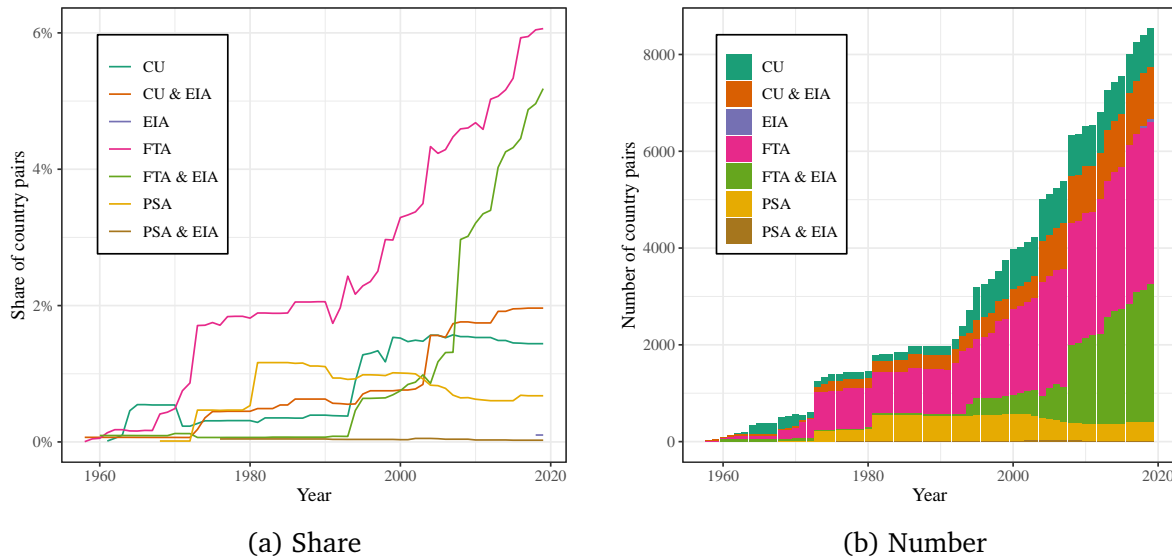 6%
4%
2%
0%
Share of country pairs
CU
CU & EIA
EIA
FTA
FTA & EIA
PSA
PSA & EIA
1960
1980
2000
2020
Year
(a) Share
8000
6000
4000
2000
0
Number of country pairs
CU
CU & EIA
EIA
FTA
FTA & EIA
PSA
PSA & EIA
1960
1980
2000
2020
Year
(b) Number